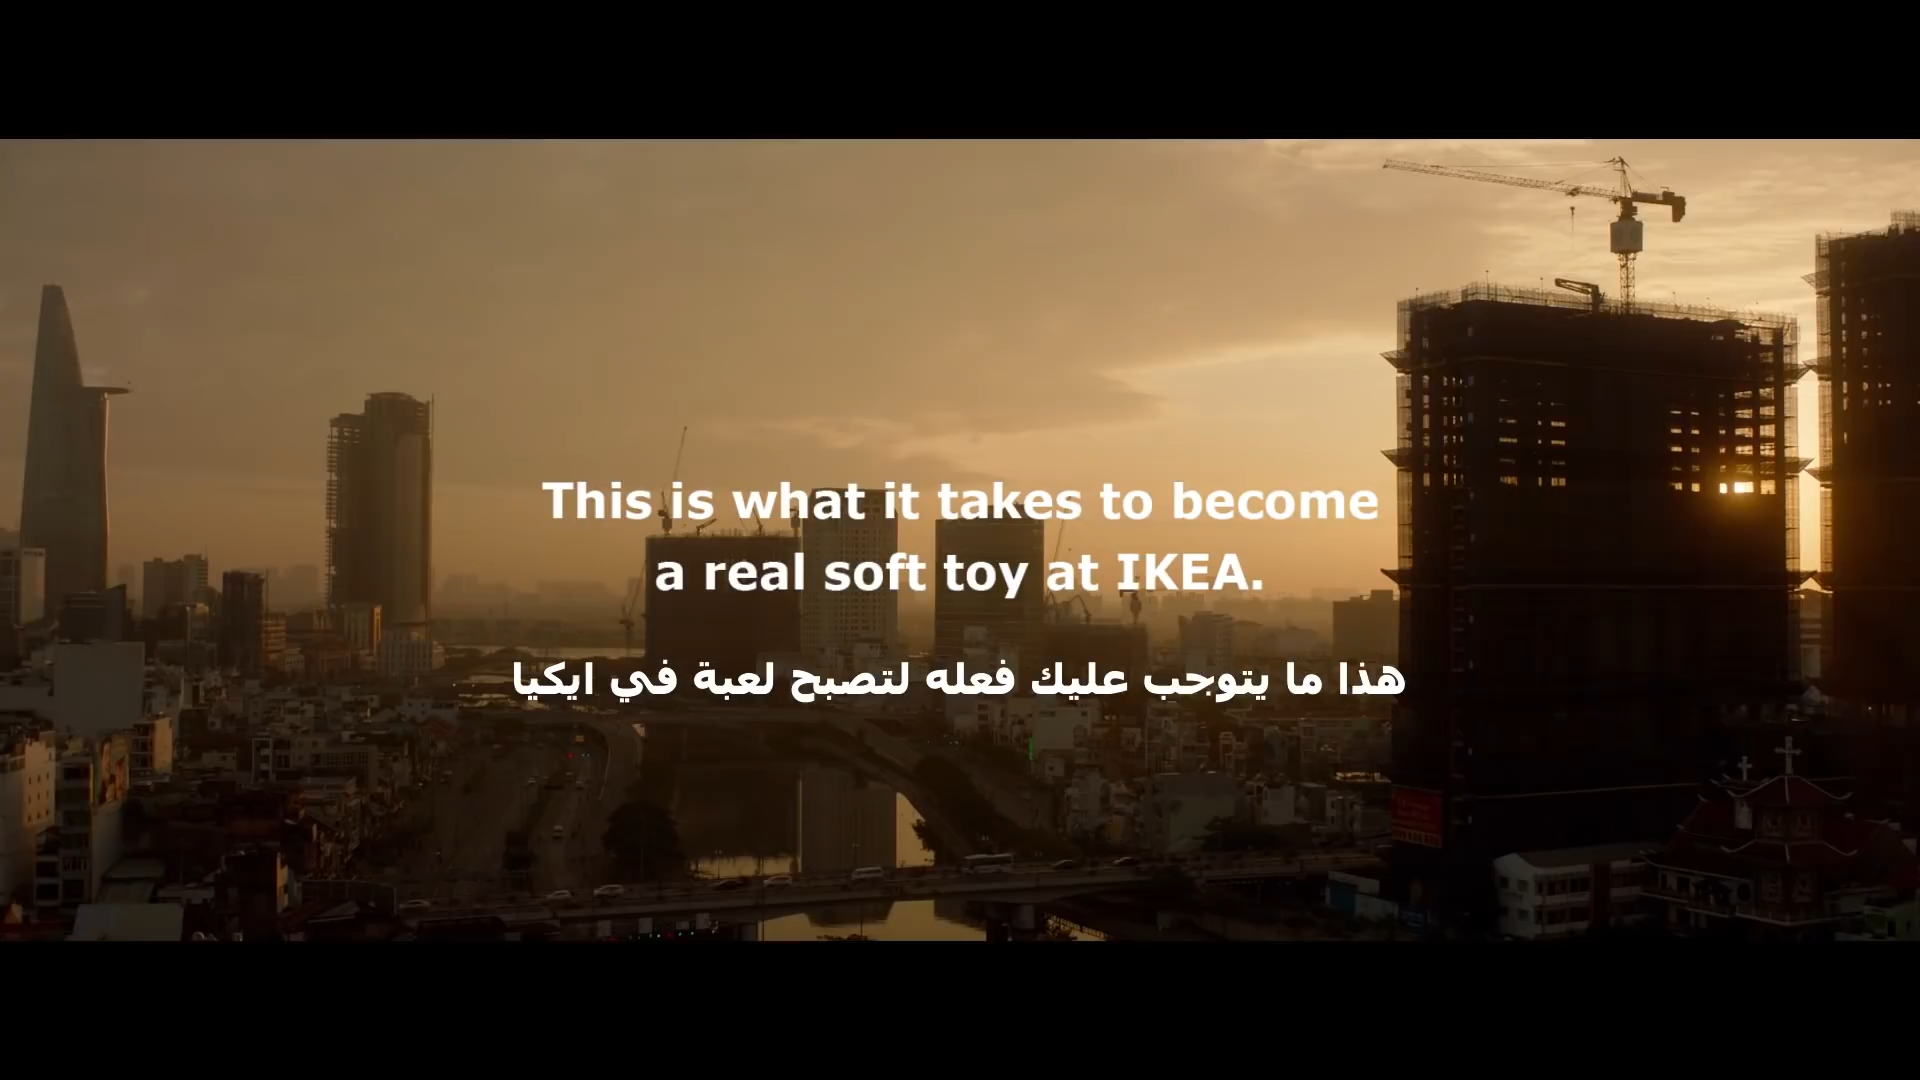 This is what it takes to become
a real soft toy at IKEA.
هذا ما يتوجب عليك فعله لتصبح لعبة في ايكيا